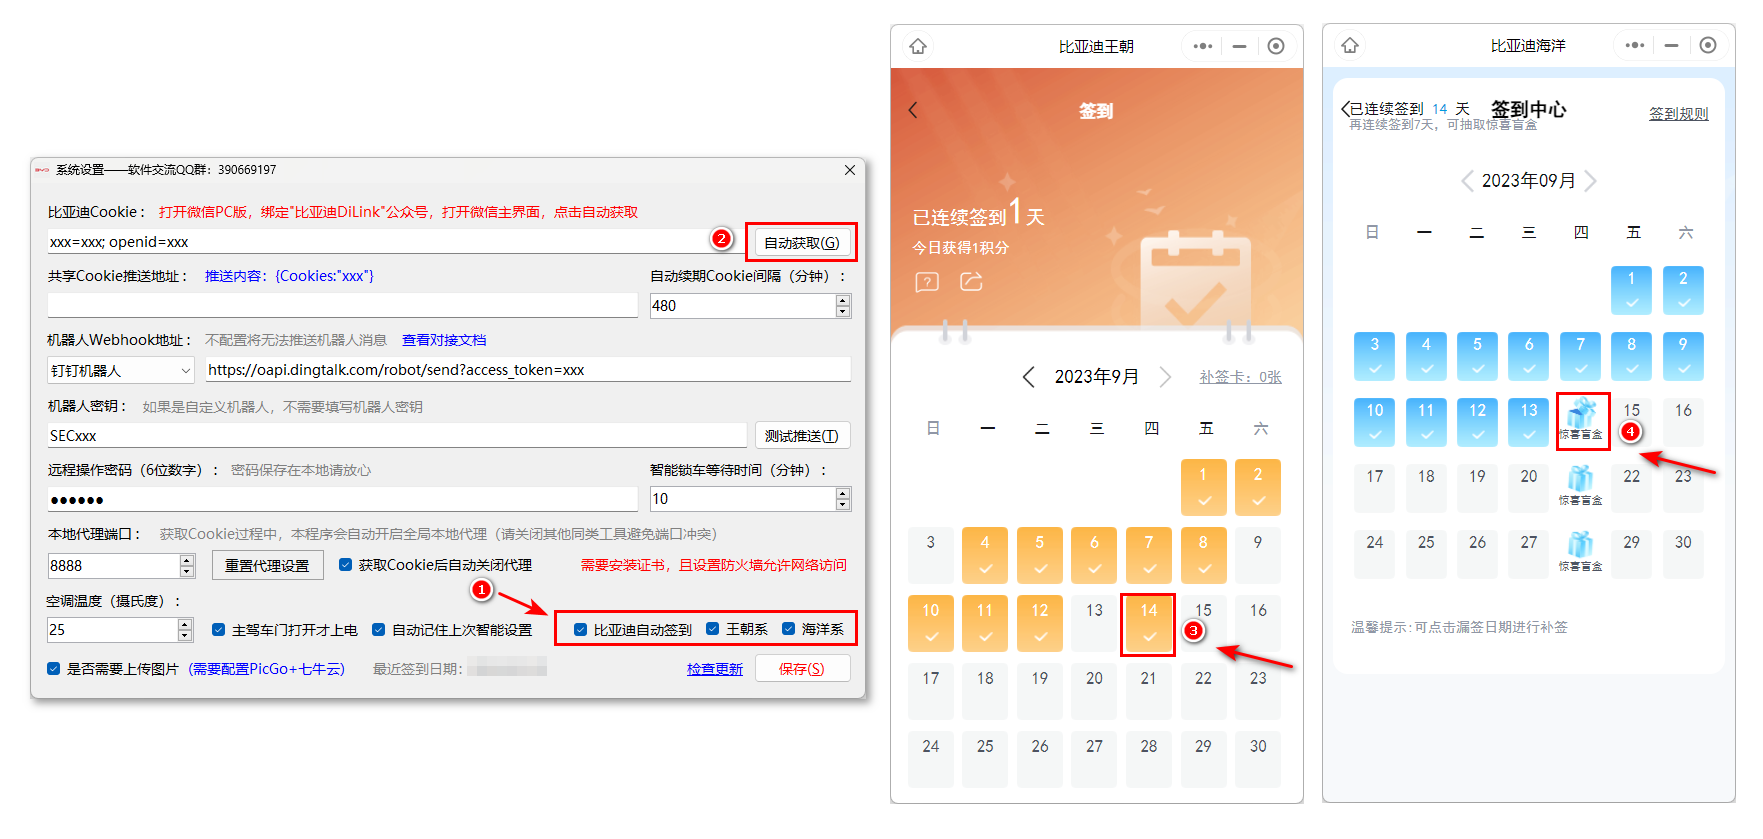 系统设置——软件交流QQ群：390669197
比亚迪Cookie： 打开微信PC版，绑定"比亚迪DiLink"公众号，打开微信主界面，点击自动获取
xxx=xxx; openid=xxx
2
自动获取(G)
共享Cookie推送地址： 推送内容：{Cookies:"xxx"}
自动续期Cookie间隔（分钟）：
480
机器人Webhook地址： 不配置将无法推送机器人消息 查看对接文档
钉钉机器人
https://oapi.dingtalk.com/robot/send?access_token=xxx
机器人密钥： 如果是自定义机器人，不需要填写机器人密钥
SECxxx
测试推送(T)
远程操作密码（6位数字）： 密码保存在本地请放心
智能锁车等待时间（分钟）：
●●●●●●
10
本地代理端口： 获取Cookie过程中，本程序会自动开启全局本地代理（请关闭其他同类工具避免端口冲突）
8888
重置代理设置
获取Cookie后自动关闭代理
需要安装证书，且设置防火墙允许网络访问
1
空调温度（摄氏度）：
25
主驾车门打开才上电
自动记住上次智能设置
比亚迪自动签到
王朝系
海洋系
是否需要上传图片（需要配置PicGo+七牛云）
最近签到日期：
检查更新
保存(S)
比亚迪王朝
签到
已连续签到1天
今日获得1积分
2023年9月
补签卡：0张
日 一 二 三 四 五 六
1 2
3 4 5 6 7 8 9
10 11 12 13 14 15 16
3
17 18 19 20 21 22 23
24 25 26 27 28 29 30
比亚迪海洋
已连续签到 14 天
签到中心
签到规则
再连续签到7天，可抽取惊喜盲盒
2023年09月
日 一 二 三 四 五 六
1 2
3 4 5 6 7 8 9
10 11 12 13 惊喜盲盒 15 16
4
17 18 19 20 惊喜盲盒 22 23
24 25 26 27 惊喜盲盒 29 30
温馨提示:可点击漏签日期进行补签